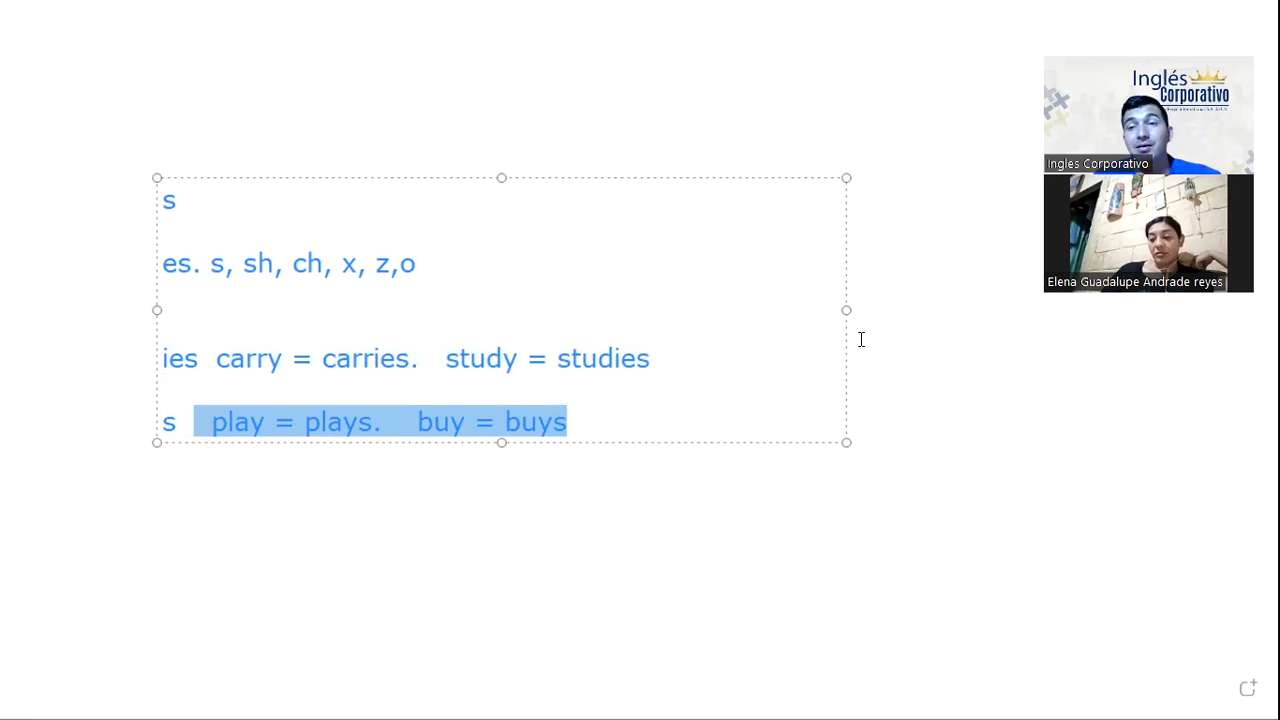 Inglés
Corporativo
Ingles Corporativo
s
es. s, sh, ch, x, z,o
Elena Guadalupe Andrade reyes
ies carry = carries. study = studies
s play = plays. buy = buys